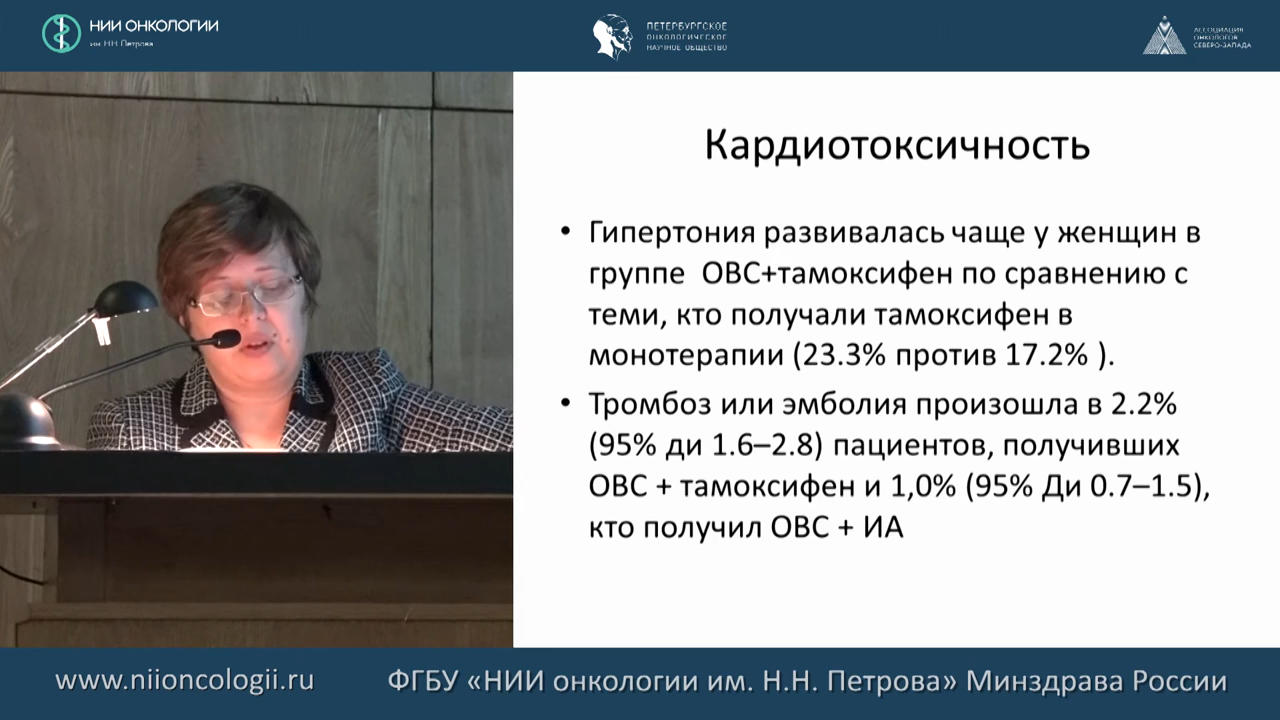 НИИ ОНКОЛОГИИ
им. Н.Н. Петрова
ПЕТЕРБУРГСКОЕ
ОНКОЛОГИЧЕСКОЕ
НАУЧНОЕ ОБЩЕСТВО
АССОЦИАЦИЯ
ОНКОЛОГОВ
СЕВЕРО-ЗАПАДА
Кардиотоксичность
• Гипертония развивалась чаще у женщин в
группе ОВС+тамоксифен по сравнению с
теми, кто получали тамоксифен в
монотерапии (23.3% против 17.2% ).
• Тромбоз или эмболия произошла в 2.2%
(95% ди 1.6–2.8) пациентов, получивших
ОВС + тамоксифен и 1,0% (95% Ди 0.7–1.5),
кто получил ОВС + ИА
www.niioncologii.ru
ФГБУ «НИИ онкологии им. Н.Н. Петрова» Минздрава России